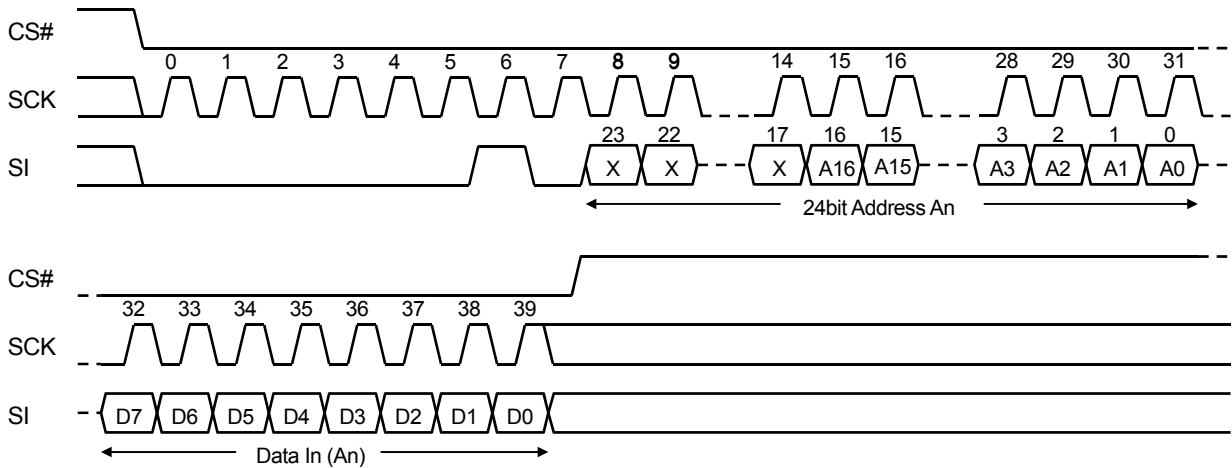 CS#
0 1 2 3 4 5 6 7 8 9 14 15 16 28 29 30 31
SCK
23 22 17 16 15 3 2 1 0
SI X X X A16 A15 A3 A2 A1 A0
24bit Address An
CS#
32 33 34 35 36 37 38 39
SCK
SI D7 D6 D5 D4 D3 D2 D1 D0
Data In (An)